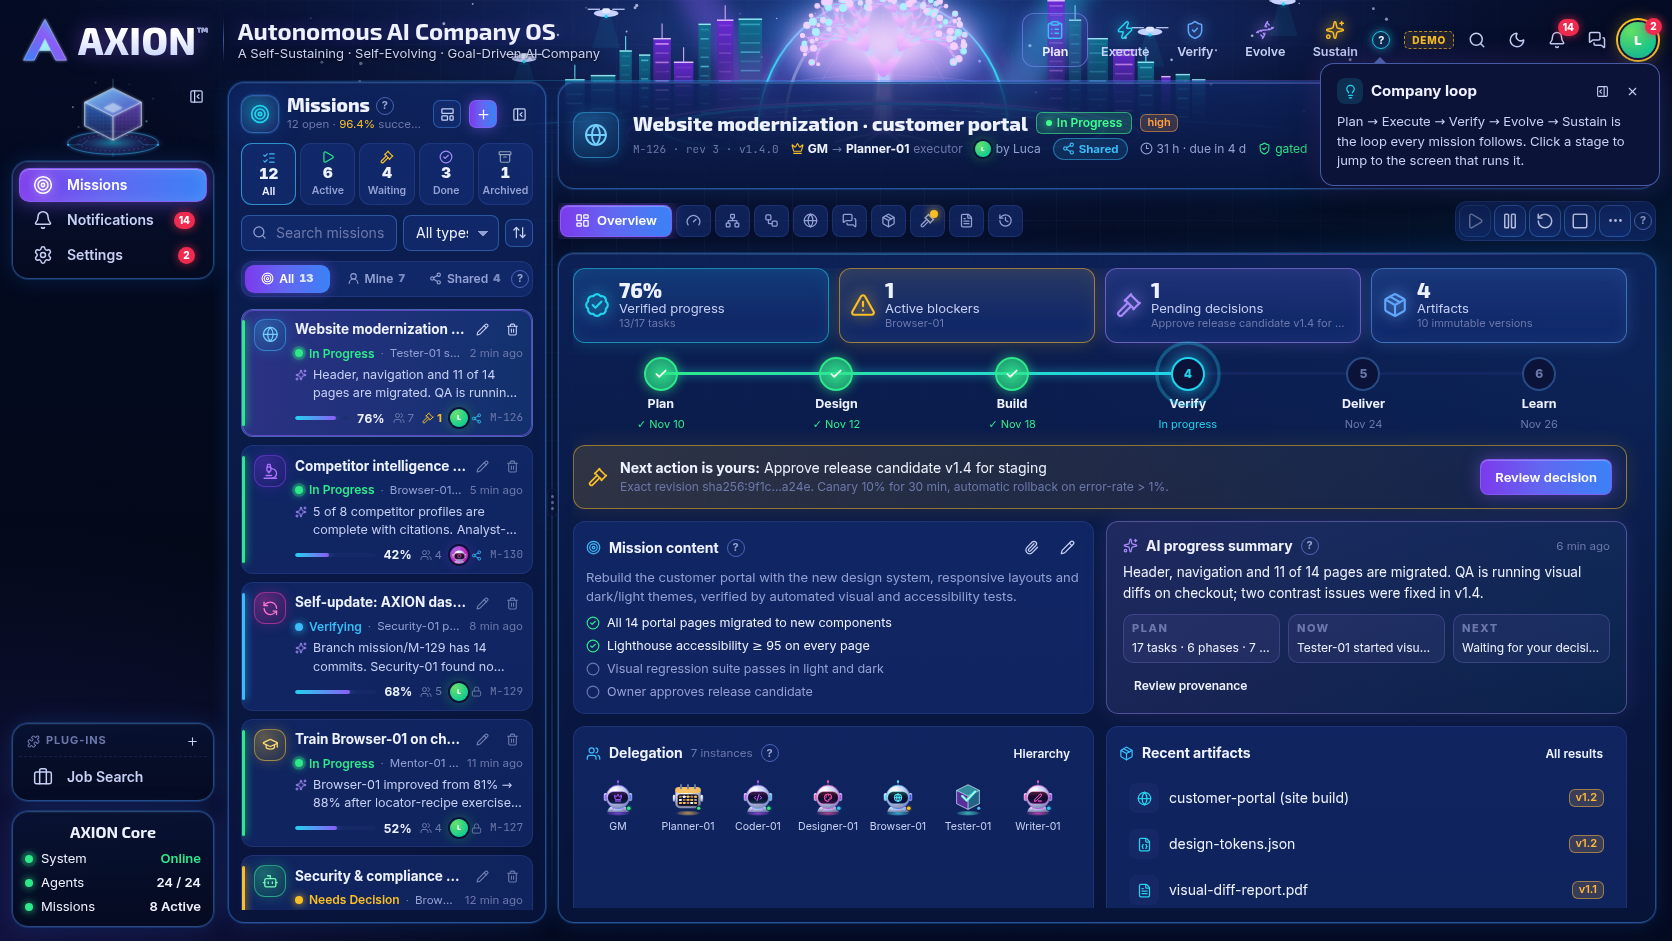 AXION™
Autonomous AI Company OS
A Self-Sustaining · Self-Evolving · Goal-Driven AI Company
Plan
Execute
Verify
Evolve
Sustain
?
DEMO
14
L
2
Company loop
Plan → Execute → Verify → Evolve → Sustain is
the loop every mission follows. Click a stage to
jump to the screen that runs it.
Missions
Notifications 14
Settings 2
PLUG-INS +
Job Search
AXION Core
System Online
Agents 24 / 24
Missions 8 Active
Missions ?
12 open · 96.4% succe...
12 All
6 Active
4 Waiting
3 Done
1 Archived
Search missions
All types
All 13
Mine 7
Shared 4
?
Website modernization ...
In Progress · Tester-01 s... 2 min ago
Header, navigation and 11 of 14
pages are migrated. QA is runnin...
76% 7 1 L M-126
Competitor intelligence ...
In Progress · Browser-01... 5 min ago
5 of 8 competitor profiles are
complete with citations. Analyst-...
42% 4 M-130
Self-update: AXION das...
Verifying · Security-01 p... 8 min ago
Branch mission/M-129 has 14
commits. Security-01 found no...
68% 5 L M-129
Train Browser-01 on ch...
In Progress · Mentor-01 ... 11 min ago
Browser-01 improved from 81% →
88% after locator-recipe exercise...
52% 4 L M-127
Security & compliance ...
Needs Decision · Brow... 12 min ago
Website modernization · customer portal In Progress high
M-126 · rev 3 · v1.4.0 GM → Planner-01 executor L by Luca Shared 31 h · due in 4 d gated
Overview
?
76%
Verified progress
13/17 tasks
1
Active blockers
Browser-01
1
Pending decisions
Approve release candidate v1.4 for ...
4
Artifacts
10 immutable versions
4
5
6
Plan
Design
Build
Verify
Deliver
Learn
✓ Nov 10
✓ Nov 12
✓ Nov 18
In progress
Nov 24
Nov 26
Next action is yours: Approve release candidate v1.4 for staging
Exact revision sha256:9f1c...a24e. Canary 10% for 30 min, automatic rollback on error-rate > 1%.
Review decision
Mission content ?
Rebuild the customer portal with the new design system, responsive layouts and
dark/light themes, verified by automated visual and accessibility tests.
All 14 portal pages migrated to new components
Lighthouse accessibility ≥ 95 on every page
Visual regression suite passes in light and dark
Owner approves release candidate
AI progress summary ? 6 min ago
Header, navigation and 11 of 14 pages are migrated. QA is running visual
diffs on checkout; two contrast issues were fixed in v1.4.
PLAN
17 tasks · 6 phases · 7 ...
NOW
Tester-01 started visu...
NEXT
Waiting for your decisi...
Review provenance
Delegation 7 instances ? Hierarchy
GM
Planner-01
Coder-01
Designer-01
Browser-01
Tester-01
Writer-01
Recent artifacts All results
customer-portal (site build) v1.2
design-tokens.json v1.2
visual-diff-report.pdf v1.1